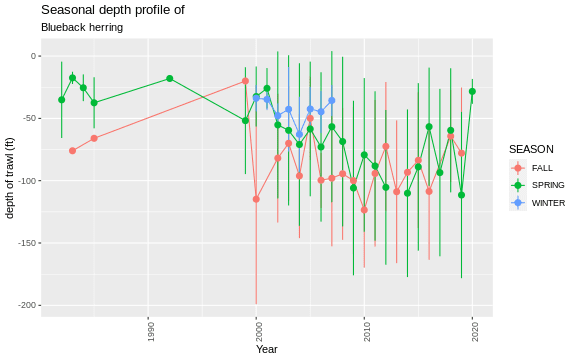 Seasonal depth profile of
Blueback herring
depth of trawl (ft)
0
-50
-100
-150
-200
1990
2000
2010
2020
Year
SEASON
FALL
SPRING
WINTER